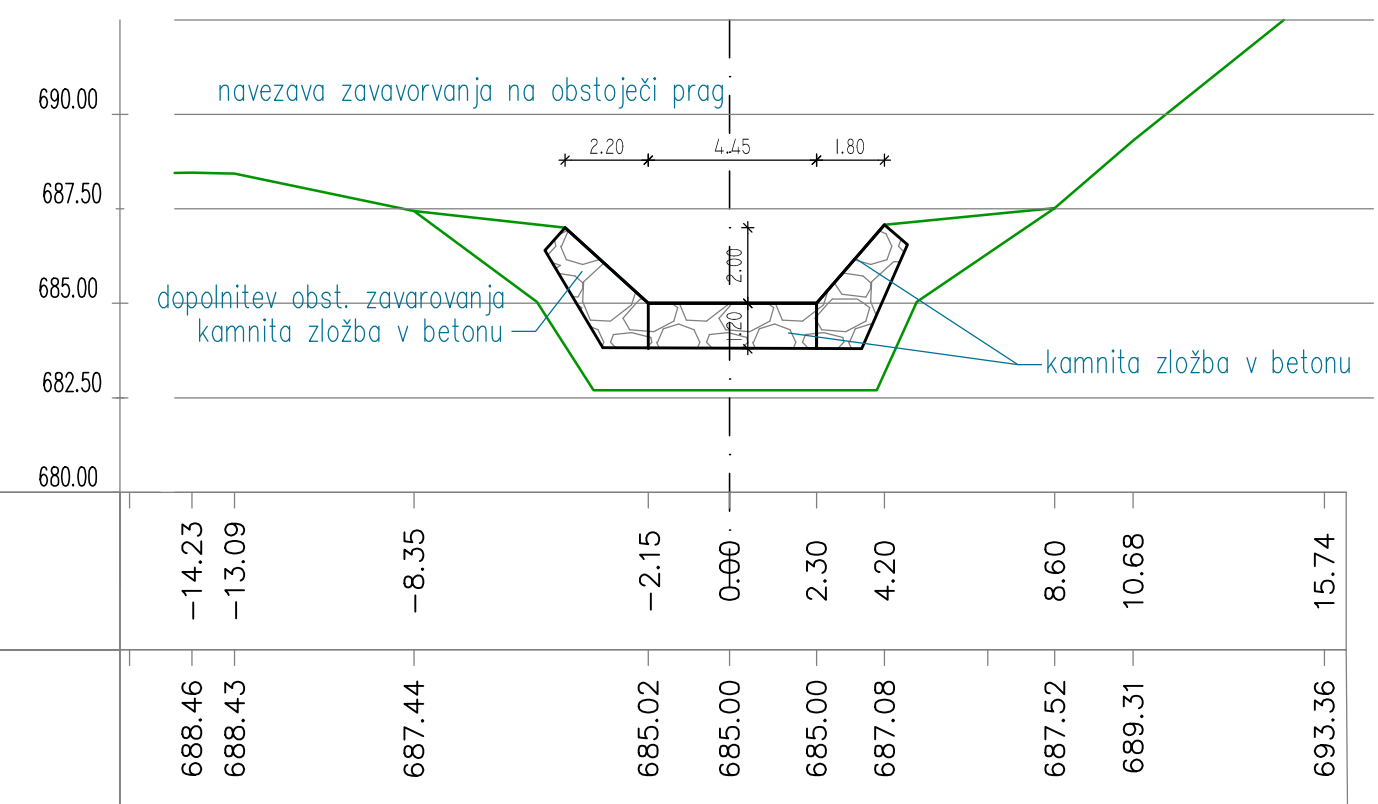 navezava zavavorvanja na obstoječi prag
690.00
2.20 4.45 1.80
687.50
2.00
685.00
dopolnitev obst. zavarovanja
kamnita zložba v betonu
1.20
kamnita zložba v betonu
682.50
680.00
-14.23 -13.09 -8.35 -2.15 0.00 2.30 4.20 8.60 10.68 15.74
688.46 688.43 687.44 685.02 685.00 685.00 687.08 687.52 689.31 693.36